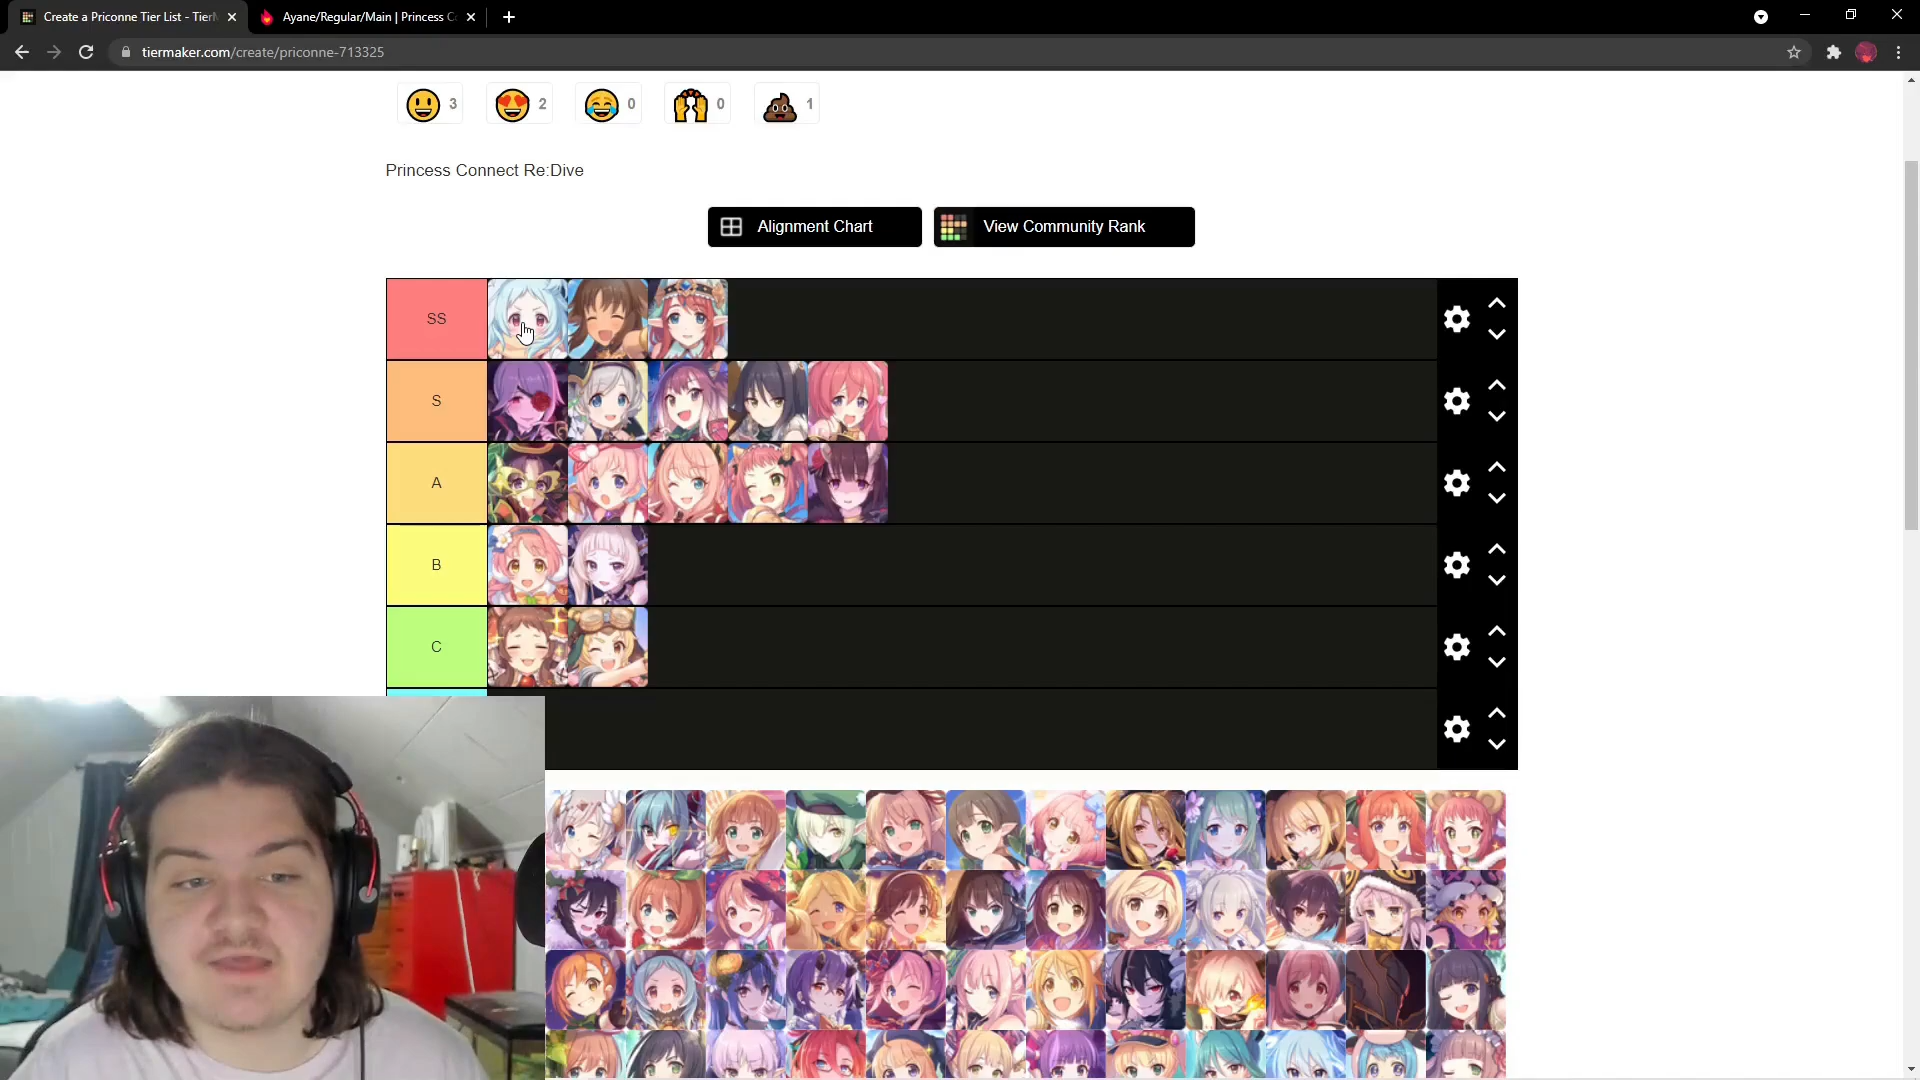 Create a Priconne Tier List - Tier
Ayane/Regular/Main | Princess C
tiermaker.com/create/priconne-713325
3
2
0
0
1
Princess Connect Re:Dive
Alignment Chart
View Community Rank
SS
S
A
B
C